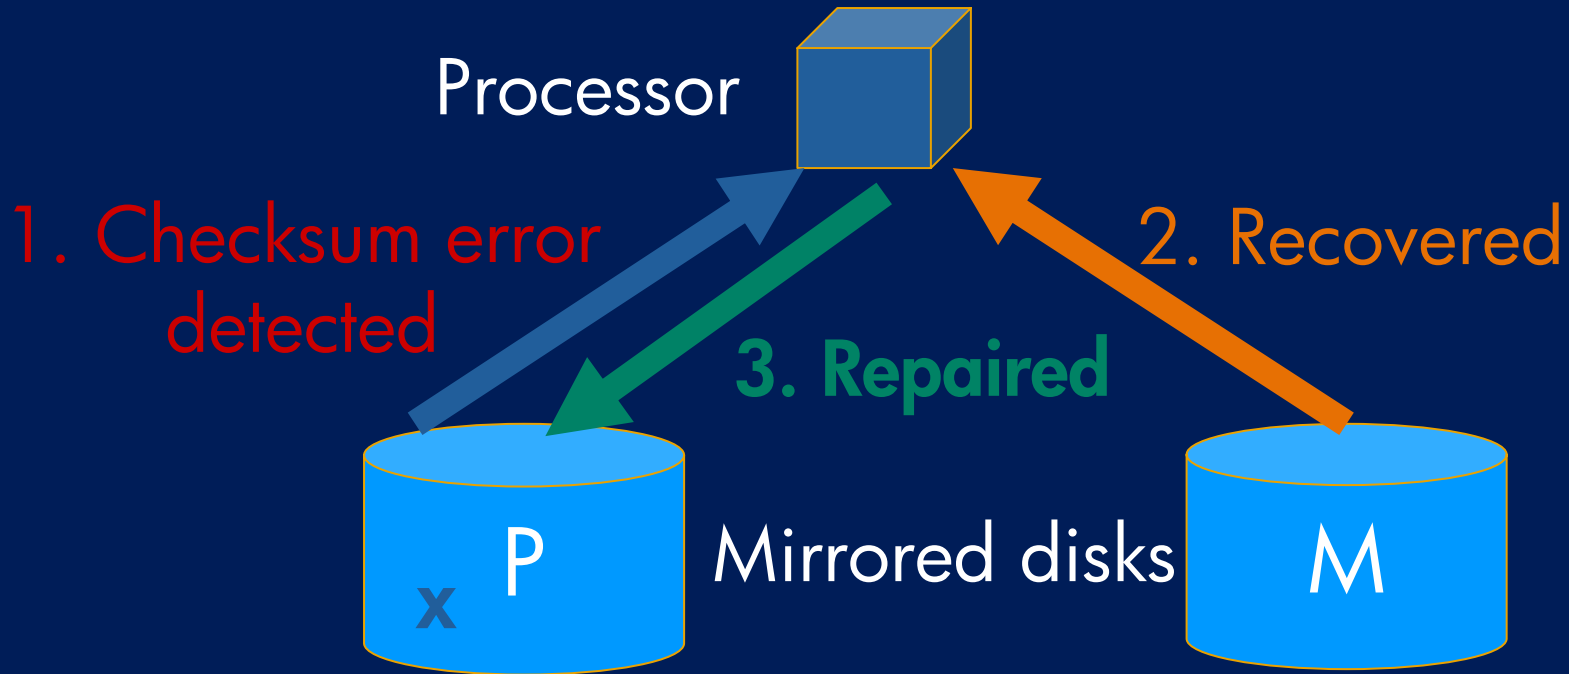 Processor
1. Checksum error
detected
2. Recovered
3. Repaired
P
x
Mirrored disks
M